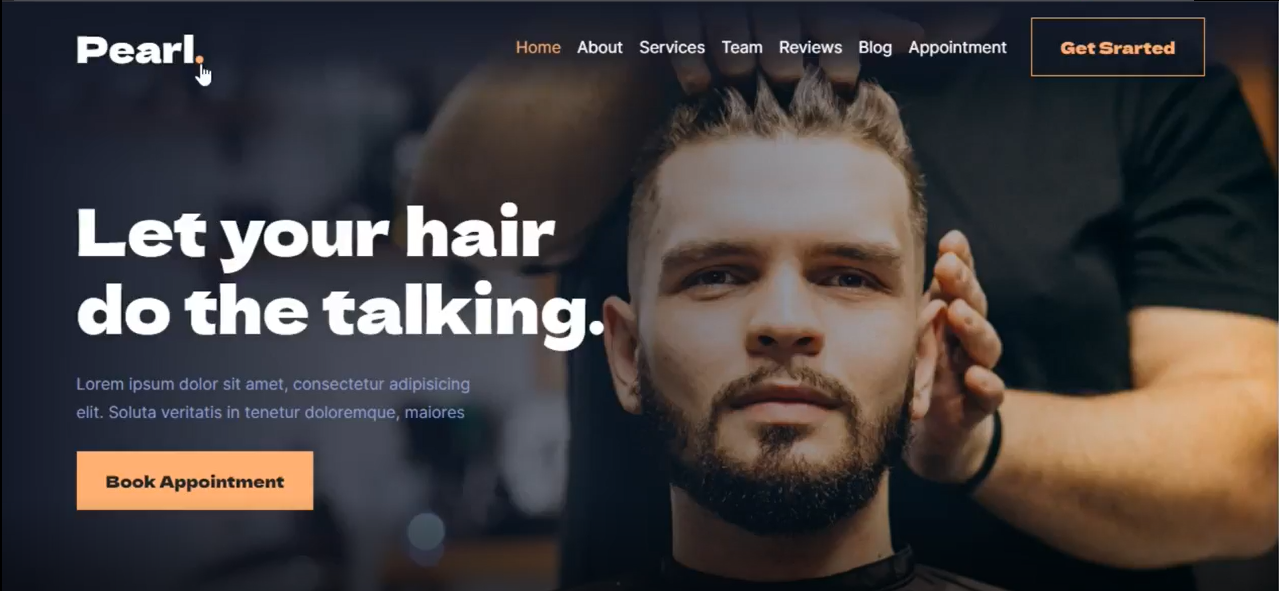 Pearl.
Home About Services Team Reviews Blog Appointment
Get Srarted
Let your hair
do the talking.
Lorem ipsum dolor sit amet, consectetur adipisicing
elit. Soluta veritatis in tenetur doloremque, maiores
Book Appointment